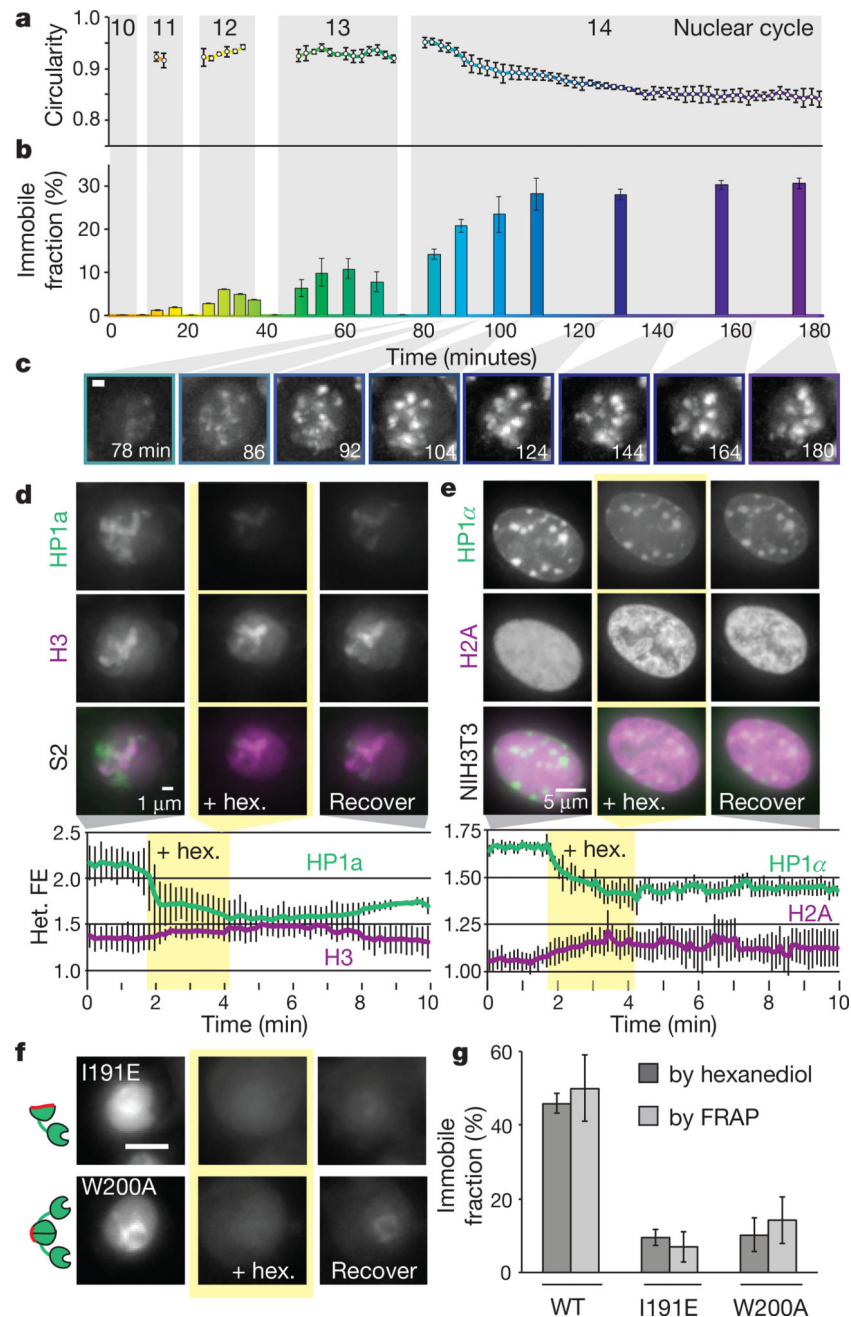 a
1.0
0.9
0.8
Circularity
10 11 12 13 14 Nuclear cycle
b
30
20
10
0
Immobile
fraction (%)
0 20 40 60 80 100 120 140 160 180
Time (minutes)
c
78 min 86 92 104 124 144 164 180
d
HP1a
H3
S2
1 μm
+ hex.
Recover
2.5
2.0
1.5
1.0
Het. FE
+ hex.
HP1a
H3
0 2 4 6 8 10
Time (min)
e
HP1α
H2A
NIH3T3
5 μm
+ hex.
Recover
1.75
1.50
1.25
1.00
+ hex.
HP1α
H2A
0 2 4 6 8 10
Time (min)
f
I191E
W200A
+ hex.
Recover
g
60
40
20
0
Immobile
fraction (%)
by hexanediol
by FRAP
WT I191E W200A